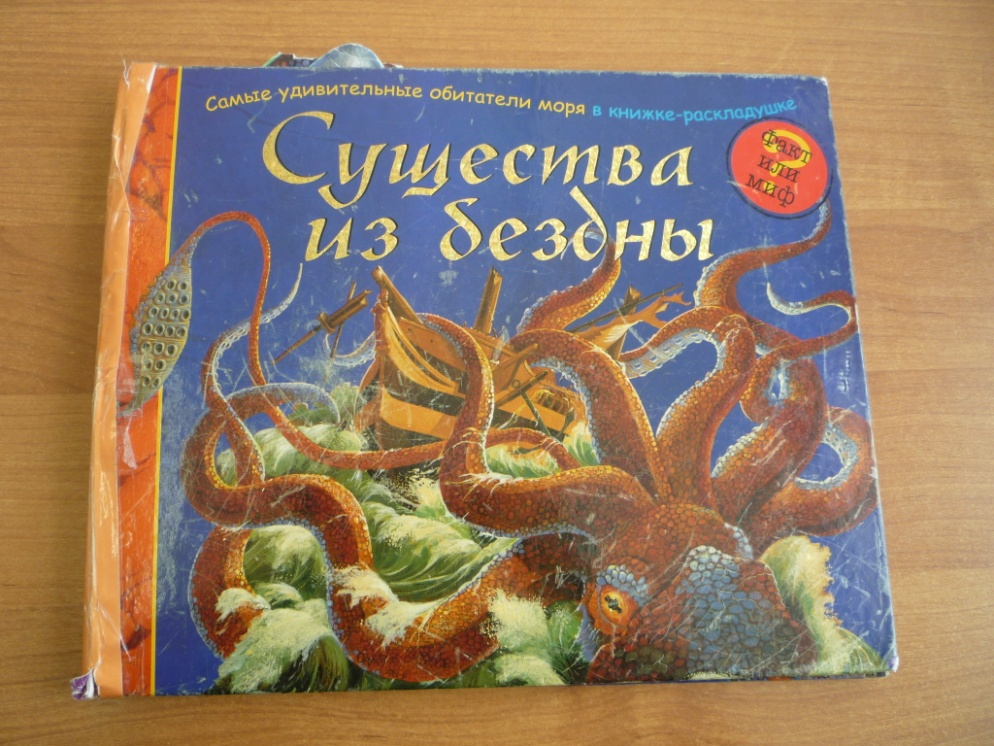 Самые удивительные обитатели моря в книжке-раскладушке
Существа
из бездны
?
Факт
или
миф